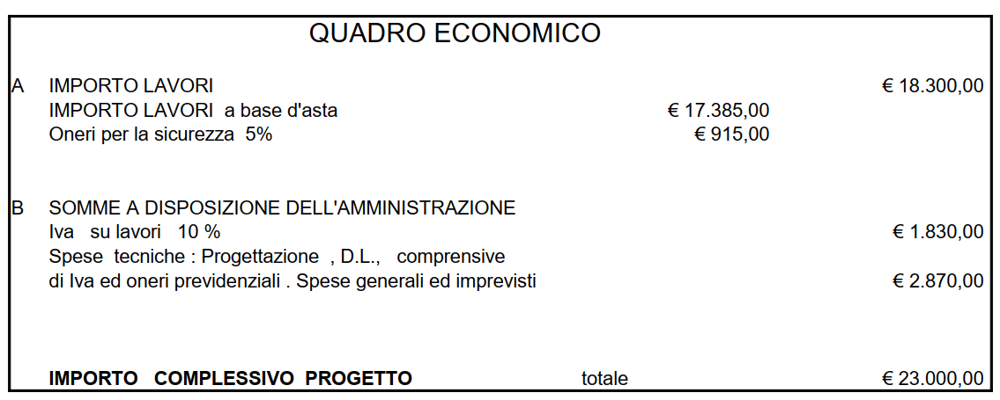 QUADRO ECONOMICO
A IMPORTO LAVORI € 18.300,00
IMPORTO LAVORI a base d'asta € 17.385,00
Oneri per la sicurezza 5% € 915,00
B SOMME A DISPOSIZIONE DELL'AMMINISTRAZIONE
Iva su lavori 10 % € 1.830,00
Spese tecniche : Progettazione , D.L., comprensive
di Iva ed oneri previdenziali . Spese generali ed imprevisti € 2.870,00
IMPORTO COMPLESSIVO PROGETTO totale € 23.000,00